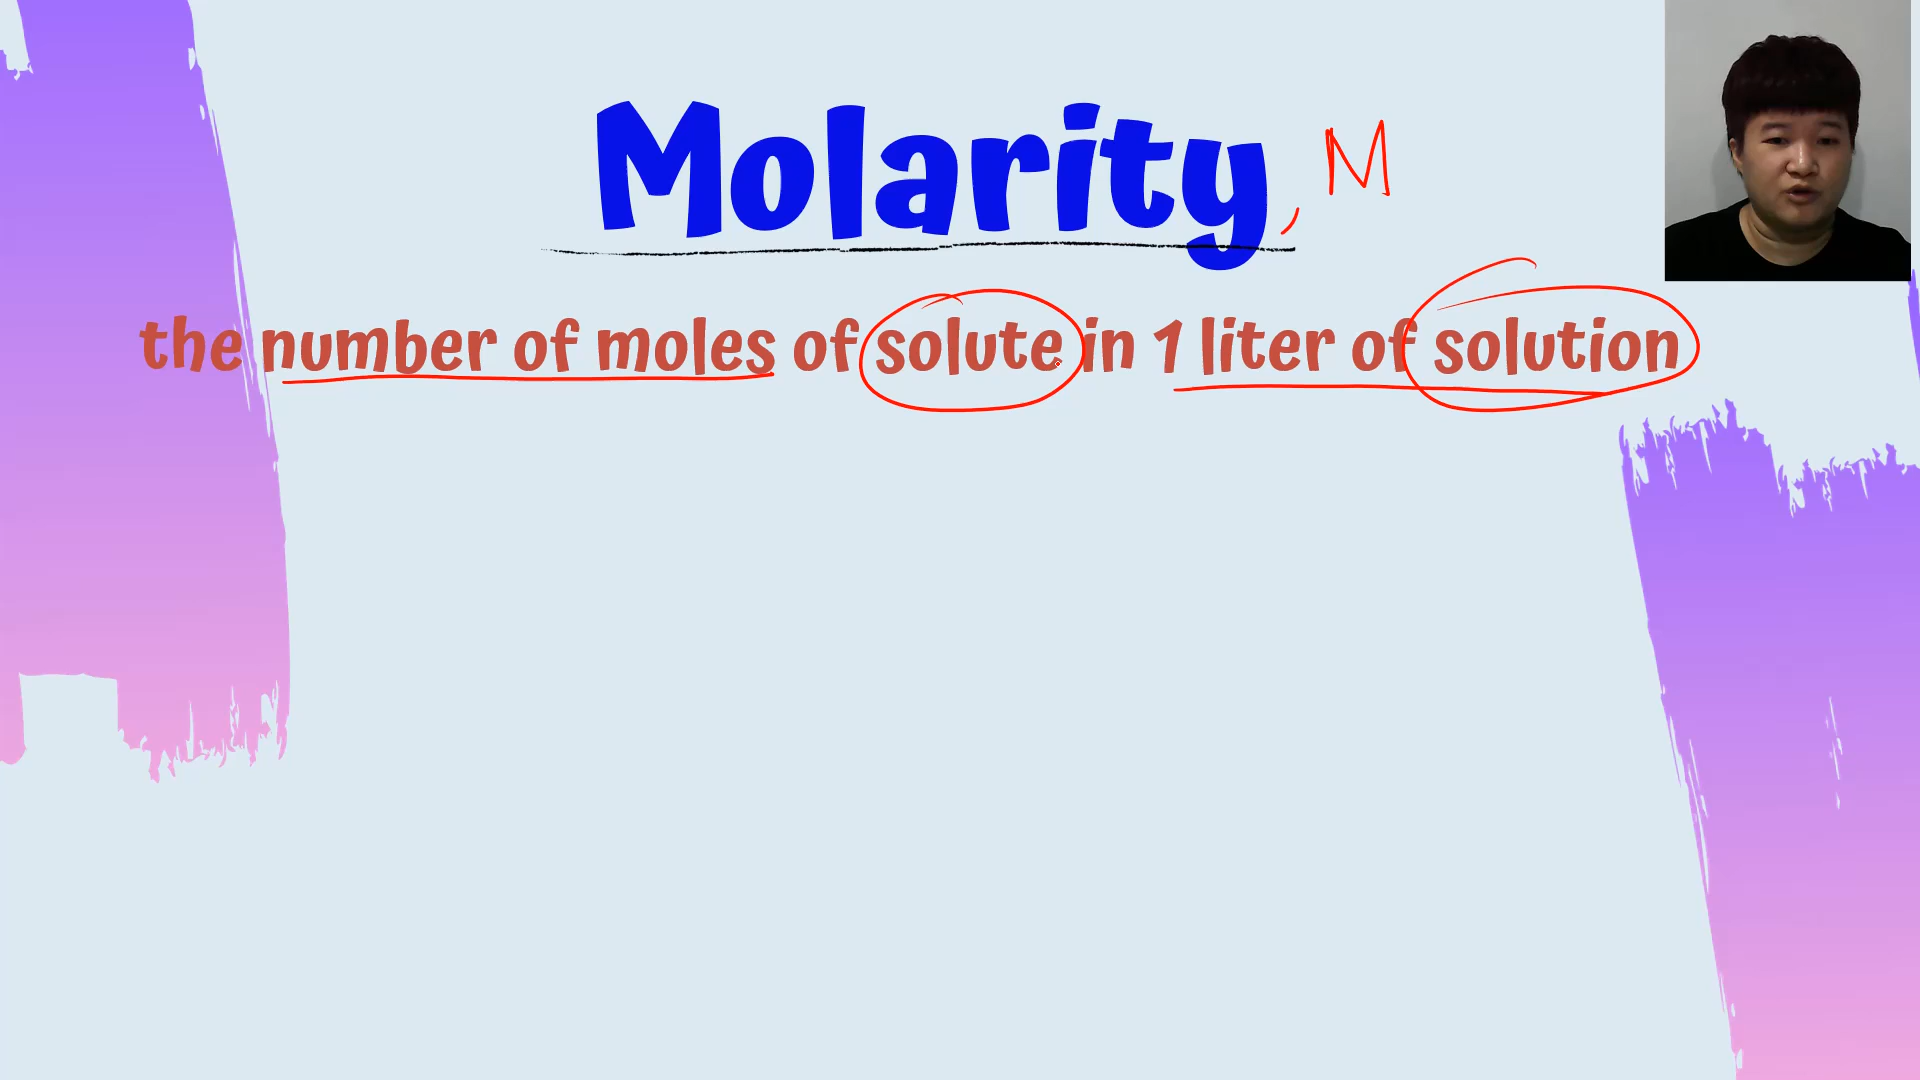 Molarity, M
the number of moles of solute in 1 liter of solution